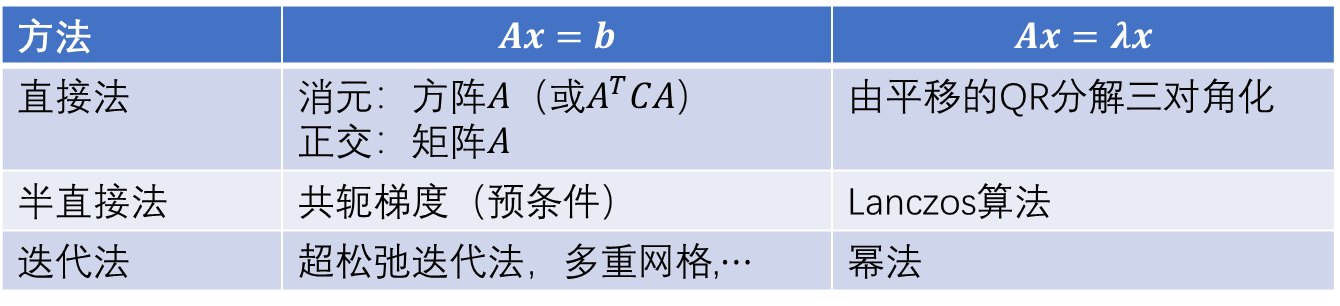 方法 Ax = b Ax = λx
直接法 消元：方阵A（或AᵀCA） 由平移的QR分解三对角化
正交：矩阵A
半直接法 共轭梯度（预条件） Lanczos算法
迭代法 超松弛迭代法，多重网格,⋯ 幂法